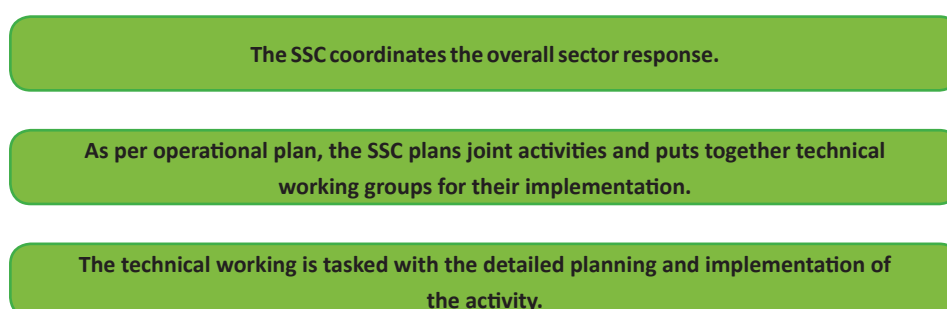 The SSC coordinates the overall sector response.
As per operational plan, the SSC plans joint activities and puts together technical
working groups for their implementation.
The technical working is tasked with the detailed planning and implementation of
the activity.